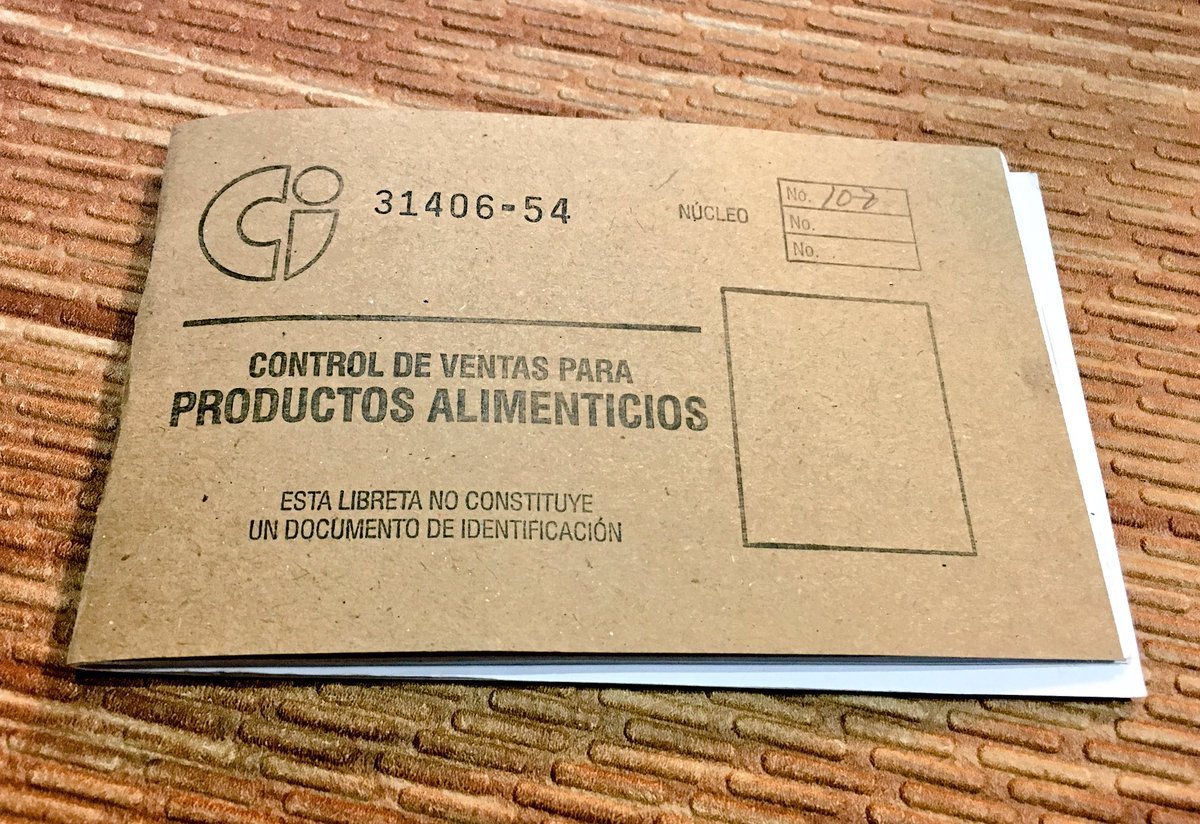 Ci
31406-54
NÚCLEO
No. 102
No.
No.
CONTROL DE VENTAS PARA
PRODUCTOS ALIMENTICIOS
ESTA LIBRETA NO CONSTITUYE
UN DOCUMENTO DE IDENTIFICACIÓN